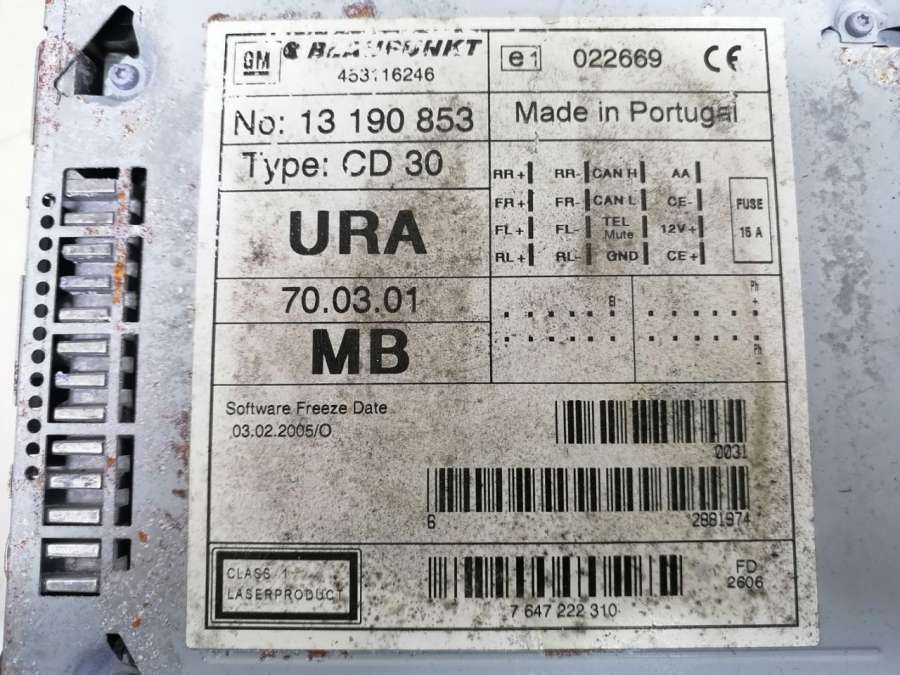 GM BLAUPUNKT
453116246
e1 022669 CE
No: 13 190 853
Made in Portugal
Type: CD 30
RR+ RR- CAN H AA
FR+ FR- CAN L CE-
FL+ FL- TEL Mute 12V+
RL+ RL- GND CE+
FUSE
15 A
URA
70.03.01
MB
Software Freeze Date
03.02.2005/O
0031
6 2881974
CLASS 1
LASERPRODUCT
7 647 222 310
FD
2606